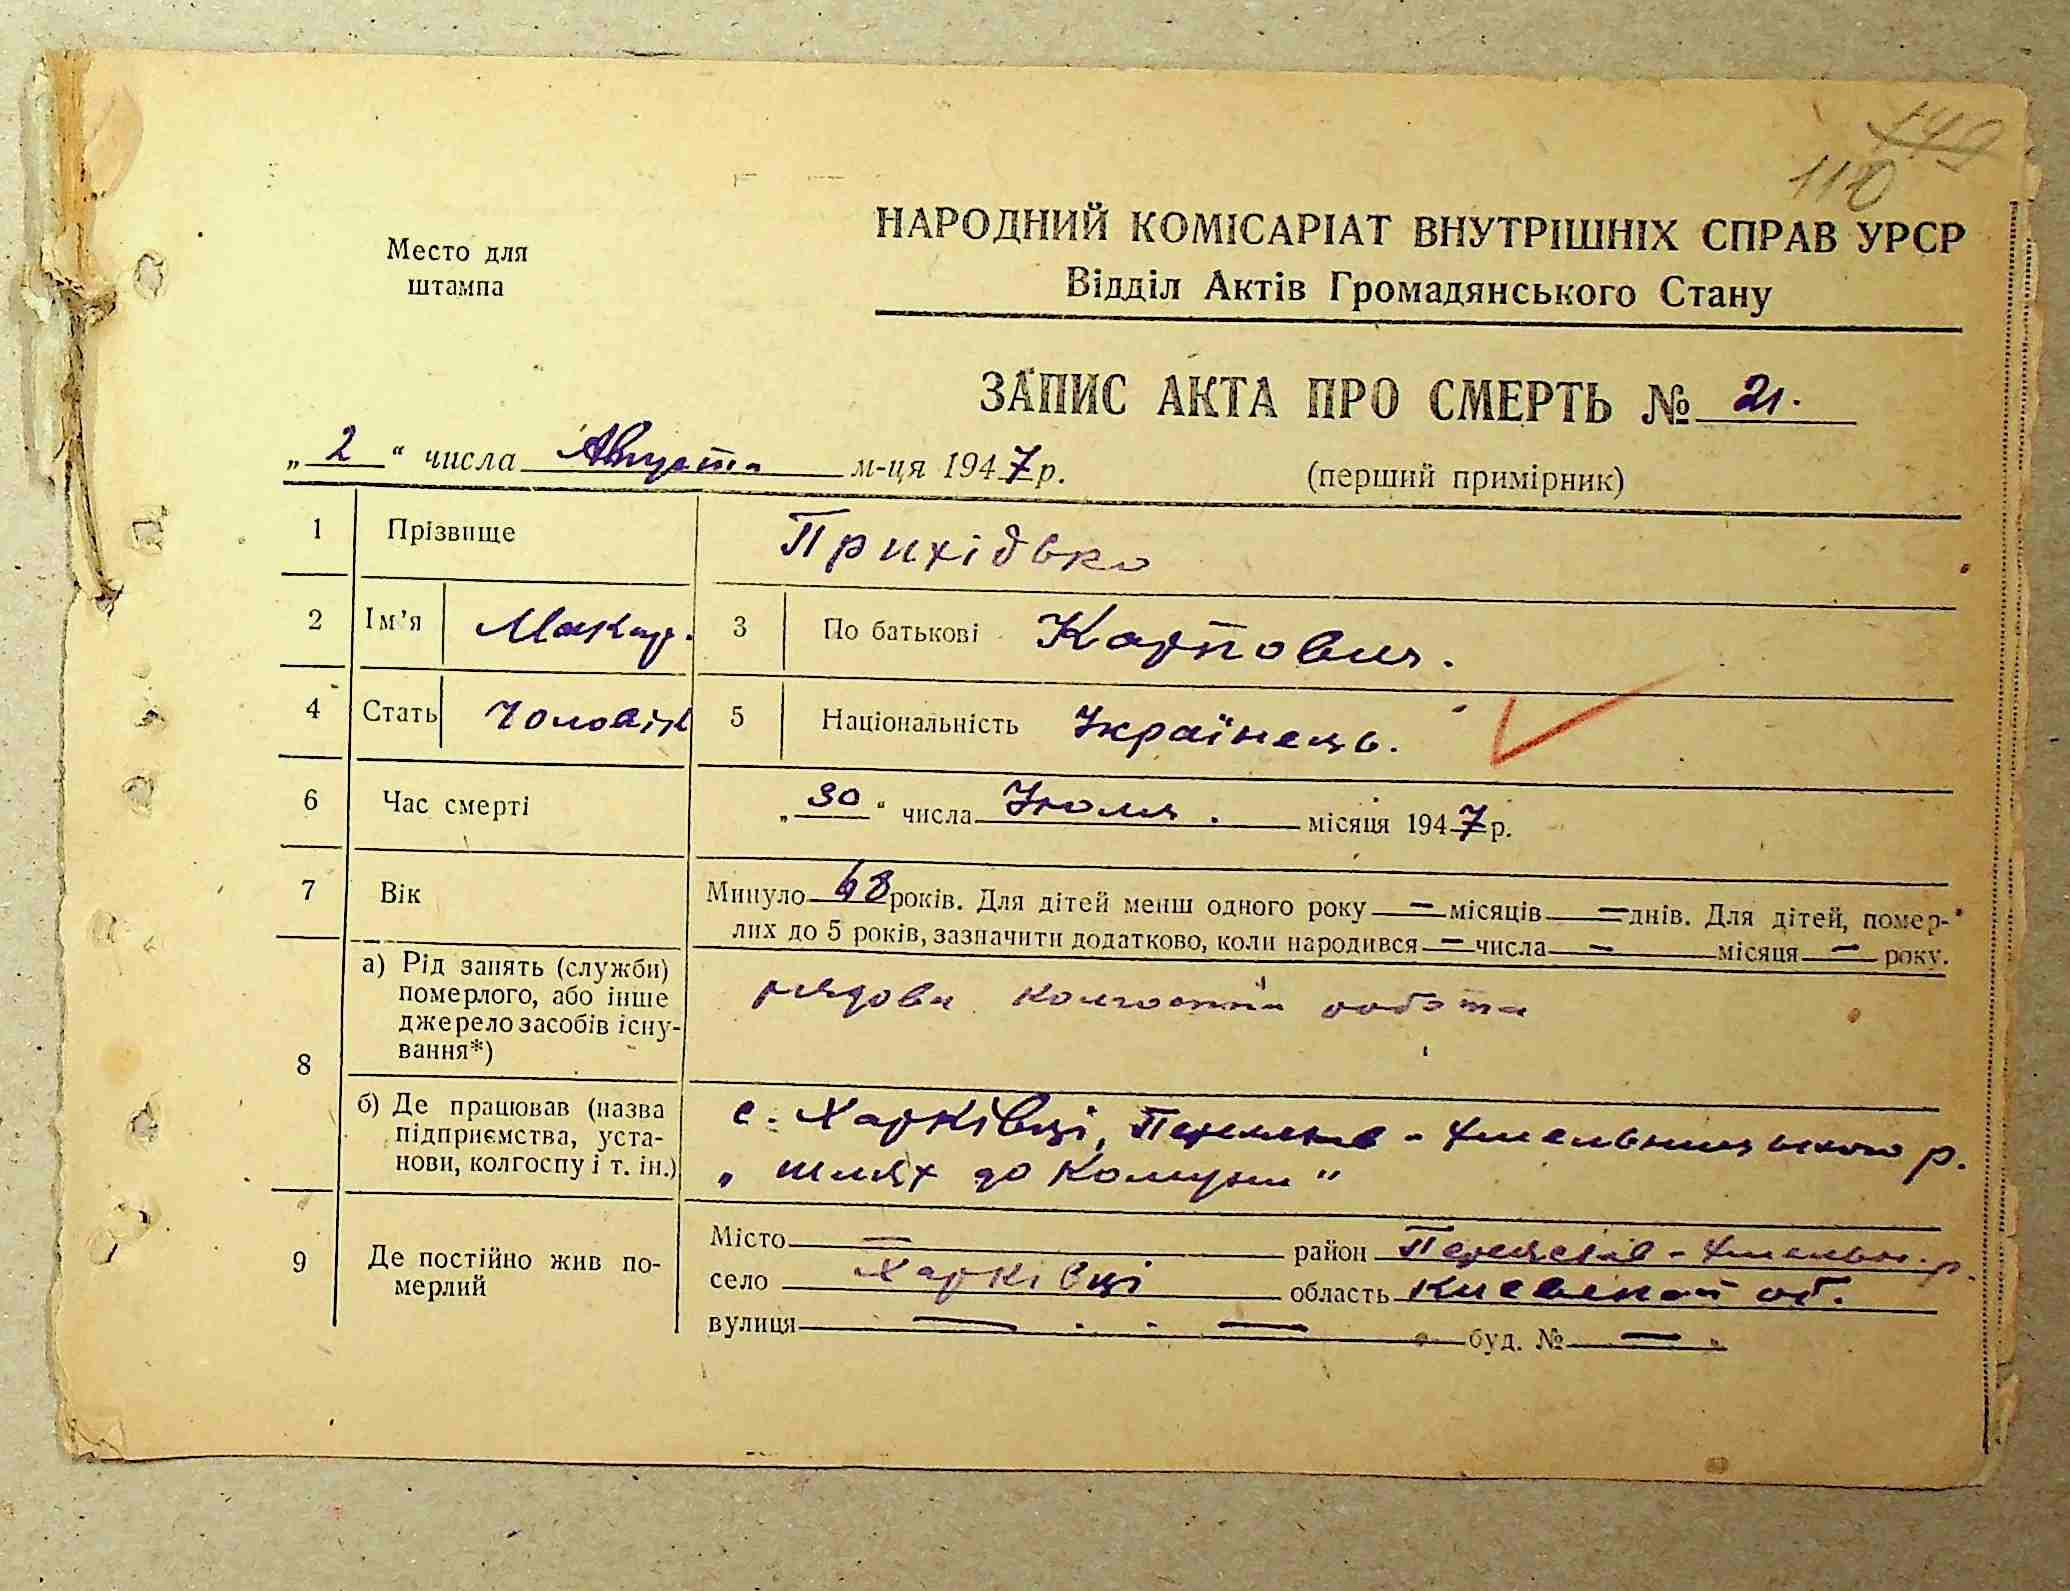 149
110
Место для
штампа
НАРОДНИЙ КОМІСАРІАТ ВНУТРІШНІХ СПРАВ УРСР
Відділ Актів Громадянського Стану
ЗАПИС АКТА ПРО СМЕРТЬ № 21.
„2“ числа Августа м-ця 1947 р.
(перший примірник)
1 Прізвище Прихідько
2 Ім'я Макар. 3 По батькові Карпович.
4 Стать Чоловік 5 Національність Українець.
6 Час смерті „30“ числа Июля. місяця 1947 р.
7 Вік Минуло 68 років. Для дітей менш одного року — місяців — днів. Для дітей, помер-
лих до 5 років, зазначити додатково, коли народився — числа — місяця — року.
8 а) Рід занять (служби)
померлого, або інше
джерело засобів існу-
вання*)
рядова колгоспна робота
б) Де працював (назва
підприємства, уста-
нови, колгоспу і т. ін.)
с. Харківці, Переяслав-Хмельницького р.
„шлях до Комуни"
9 Де постійно жив по-
мерлий
Місто — район Переяслав-Хмельн. р.
село Харківці область Киевской об.
вулиця — . . — буд. № —